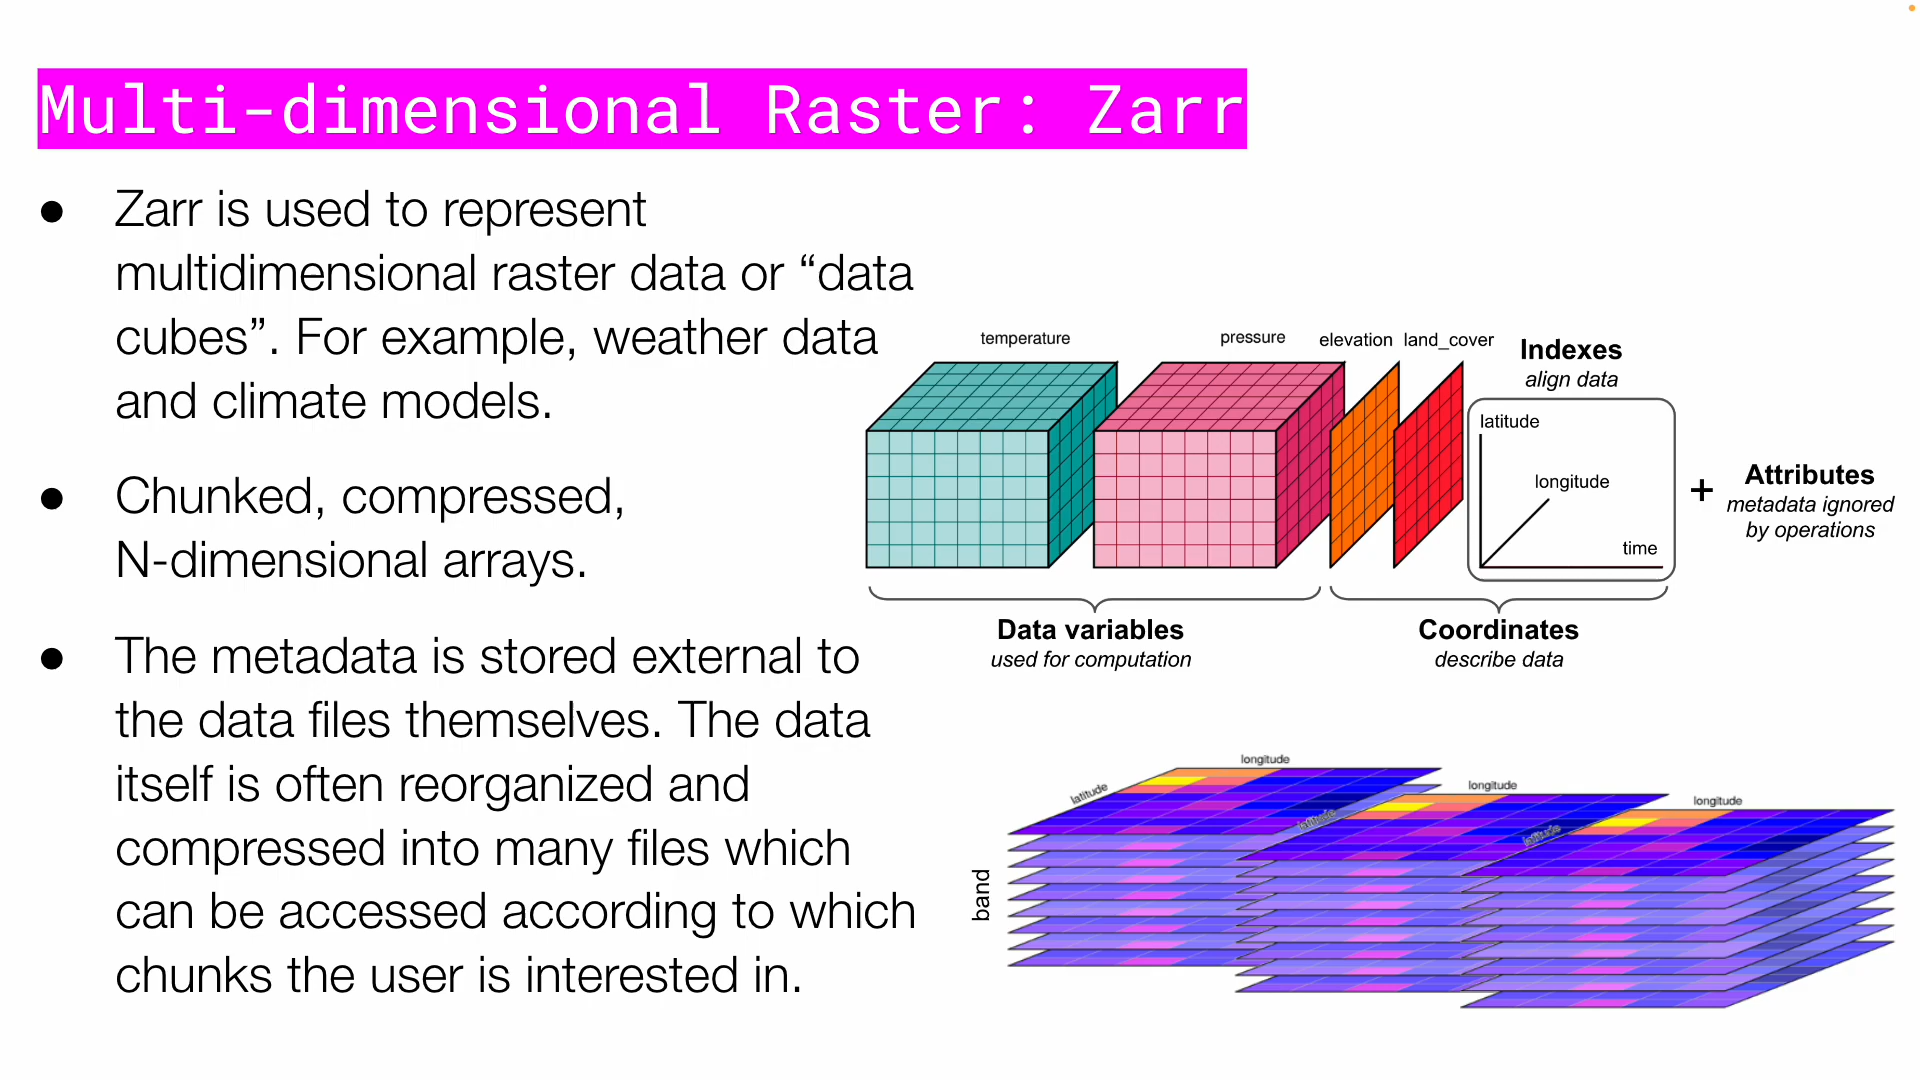 Multi-dimensional Raster: Zarr
● Zarr is used to represent
multidimensional raster data or “data
cubes”. For example, weather data
and climate models.
● Chunked, compressed,
N-dimensional arrays.
● The metadata is stored external to
the data files themselves. The data
itself is often reorganized and
compressed into many files which
can be accessed according to which
chunks the user is interested in.
temperature
pressure
elevation
land_cover
Indexes
align data
latitude
longitude
time
+
Attributes
metadata ignored
by operations
Data variables
used for computation
Coordinates
describe data
longitude
latitude
longitude
latitude
longitude
latitude
band